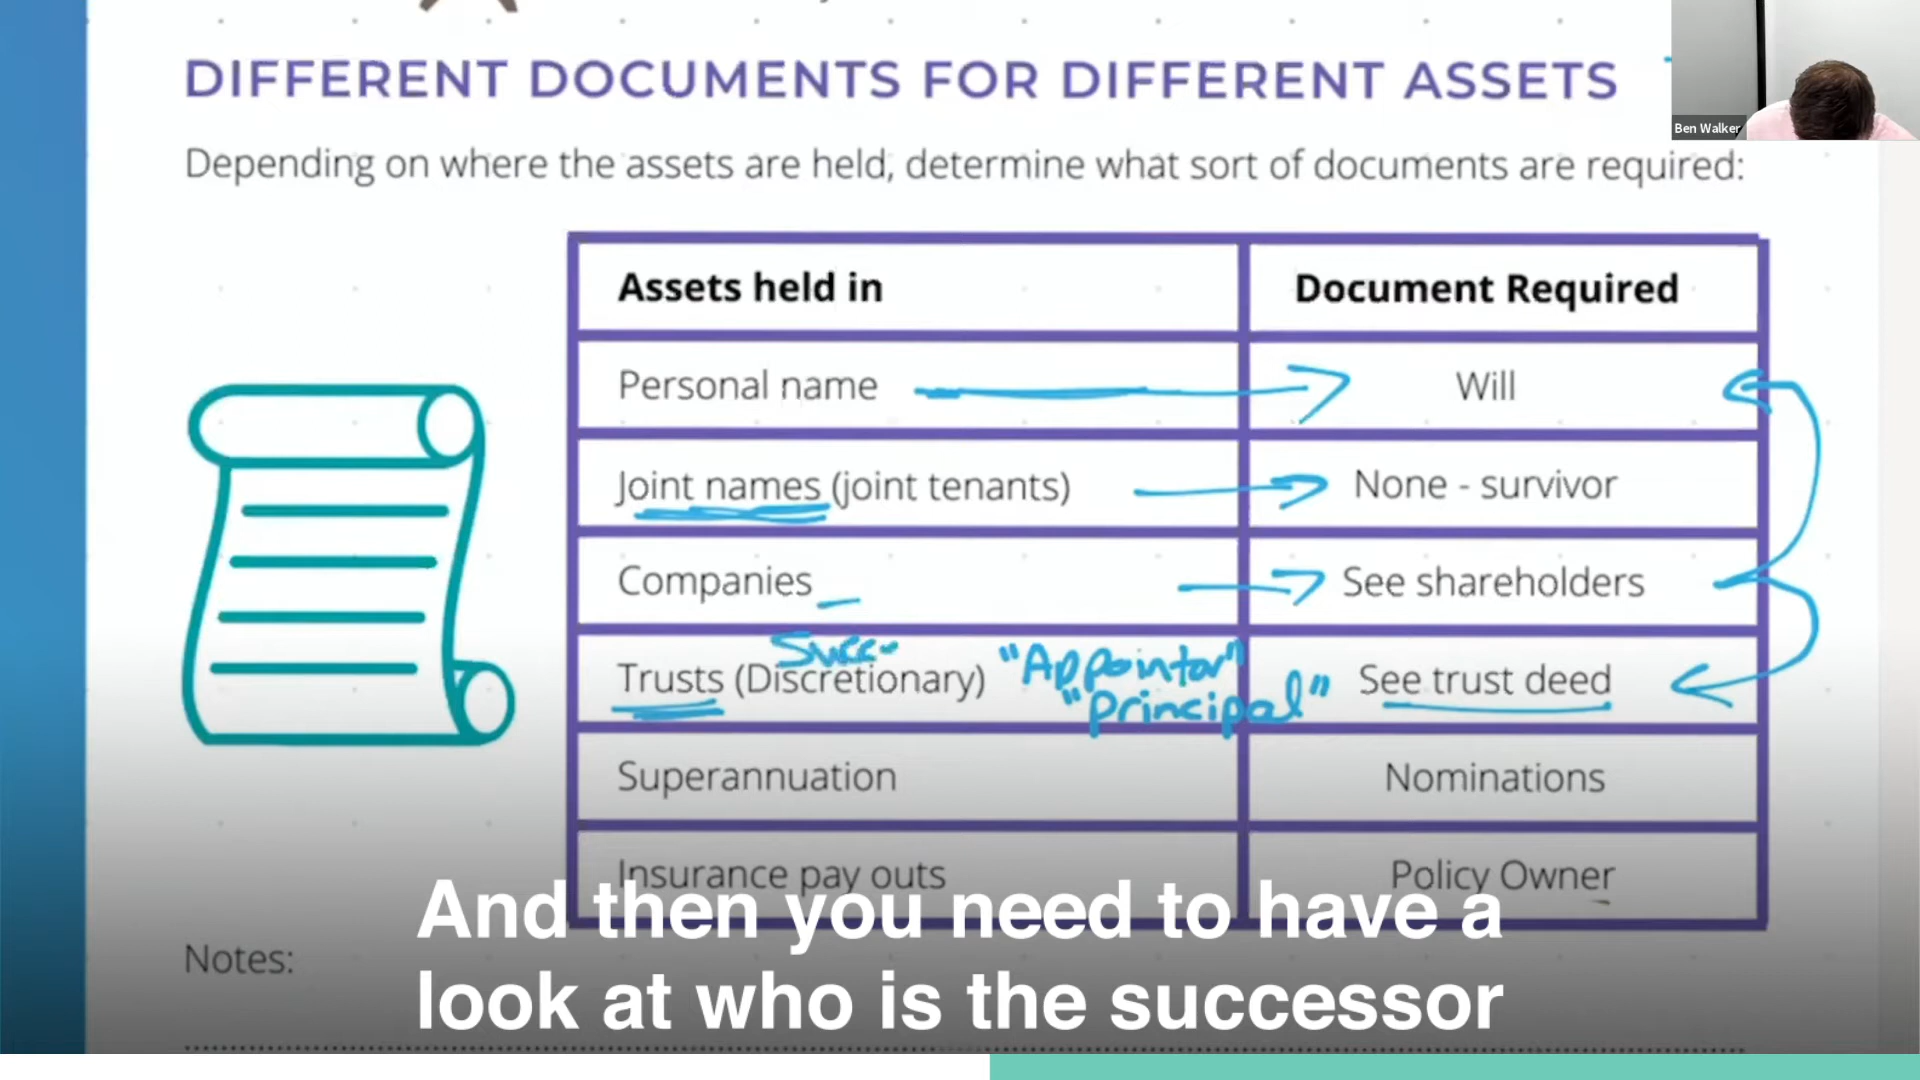 DIFFERENT DOCUMENTS FOR DIFFERENT ASSETS
Ben Walker
Depending on where the assets are held, determine what sort of documents are required:
Assets held in Document Required
Personal name Will
Joint names (joint tenants) None - survivor
Companies See shareholders
Succ
Trusts (Discretionary) "Appointor" See trust deed
"Principal"
Superannuation Nominations
Insurance pay outs Policy Owner
And then you need to have a
look at who is the successor
Notes: